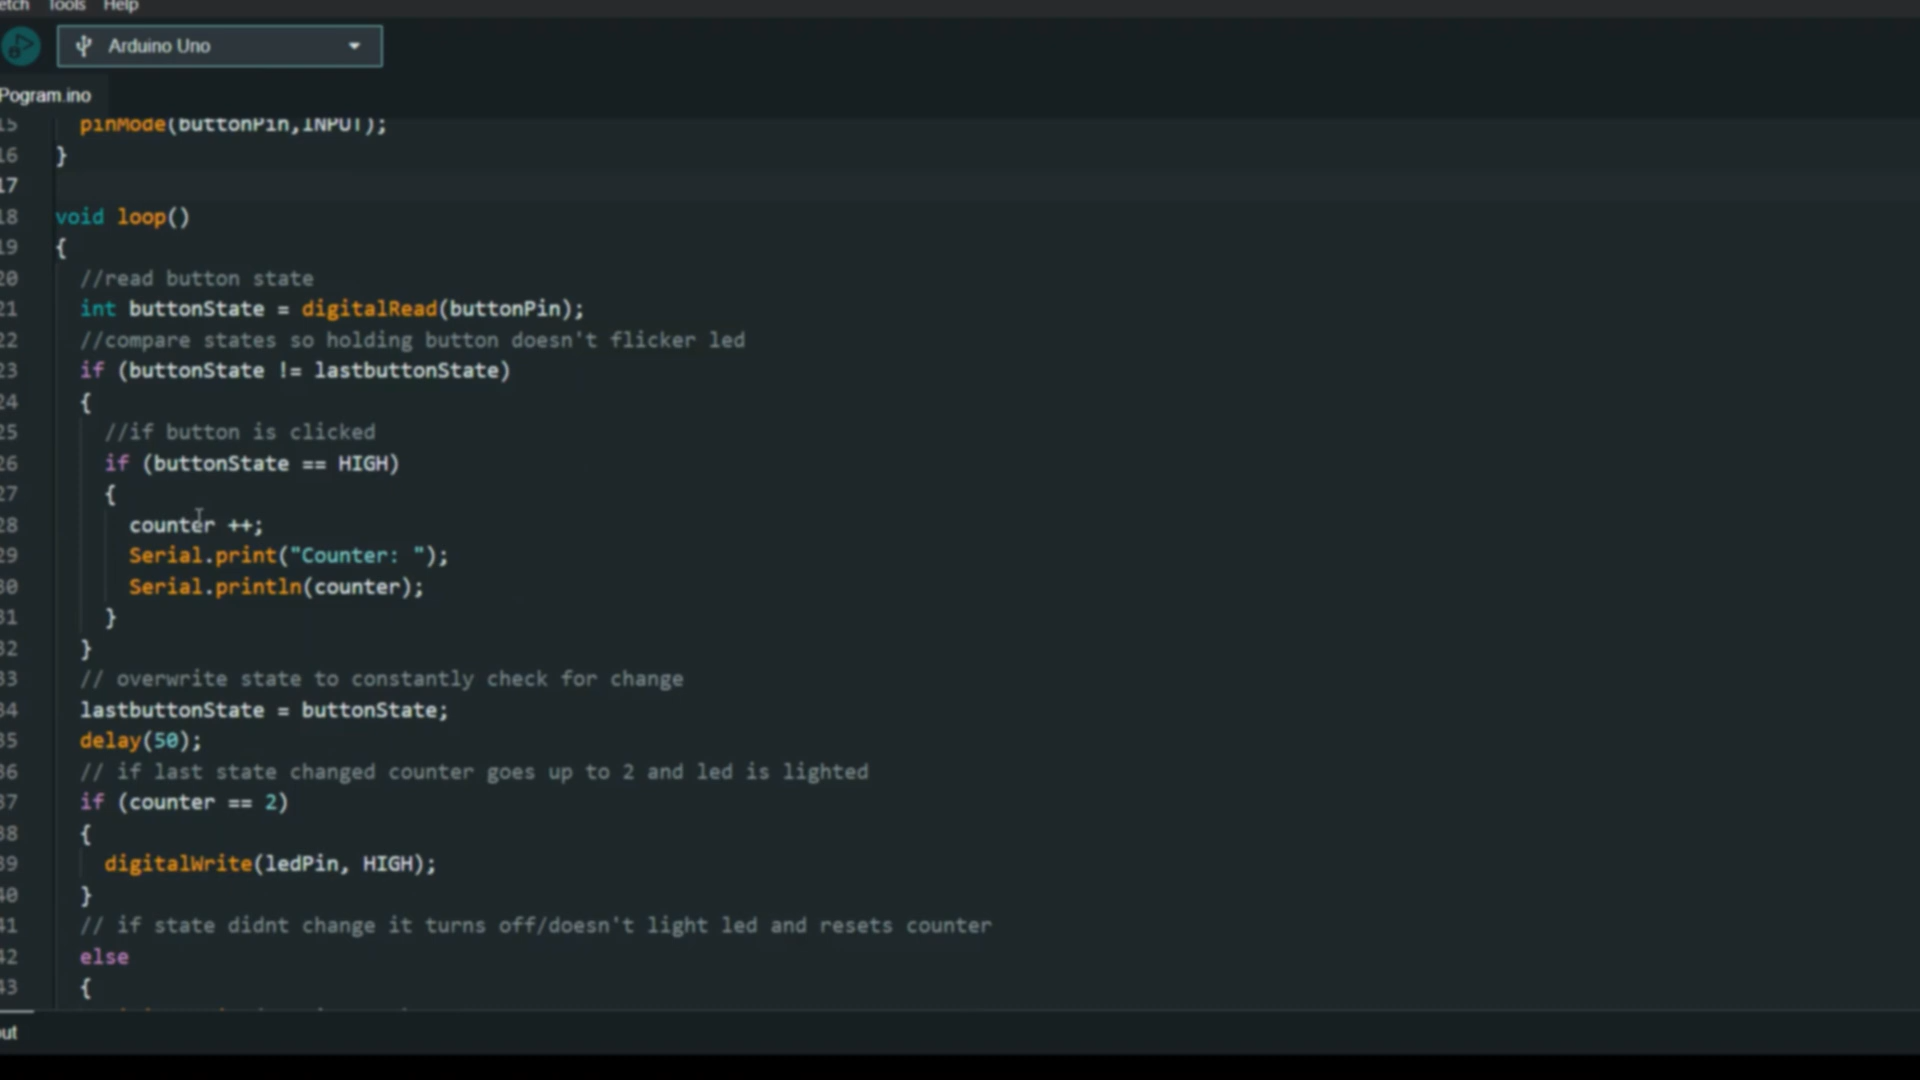 Tools Help
Arduino Uno
Pogram.ino
pinMode(buttonPin,INPUT);
16 }
17
18 void loop()
19 {
20 //read button state
21 int buttonState = digitalRead(buttonPin);
22 //compare states so holding button doesn't flicker led
23 if (buttonState != lastbuttonState)
24 {
25 //if button is clicked
26 if (buttonState == HIGH)
27 {
28 counter ++;
29 Serial.print("Counter: ");
30 Serial.println(counter);
31 }
32 }
33 // overwrite state to constantly check for change
34 lastbuttonState = buttonState;
35 delay(50);
36 // if last state changed counter goes up to 2 and led is lighted
37 if (counter == 2)
38 {
39 digitalWrite(ledPin, HIGH);
40 }
41 // if state didnt change it turns off/doesn't light led and resets counter
42 else
43 {